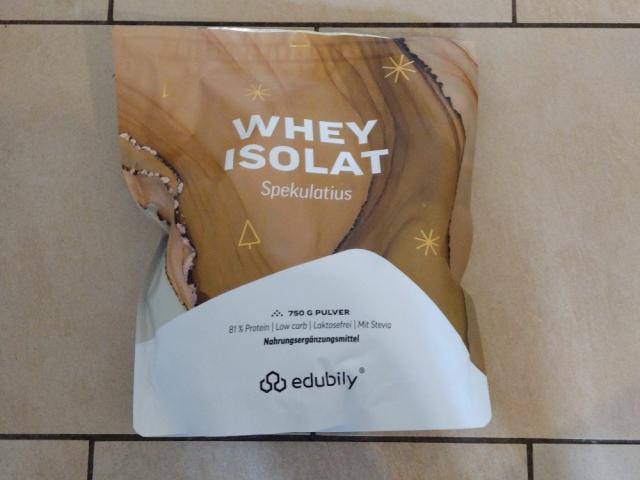 WHEY
ISOLAT
Spekulatius
750 G PULVER
81 % Protein | Low carb | Laktosefrei | Mit Stevia
Nahrungsergänzungsmittel
edubily®